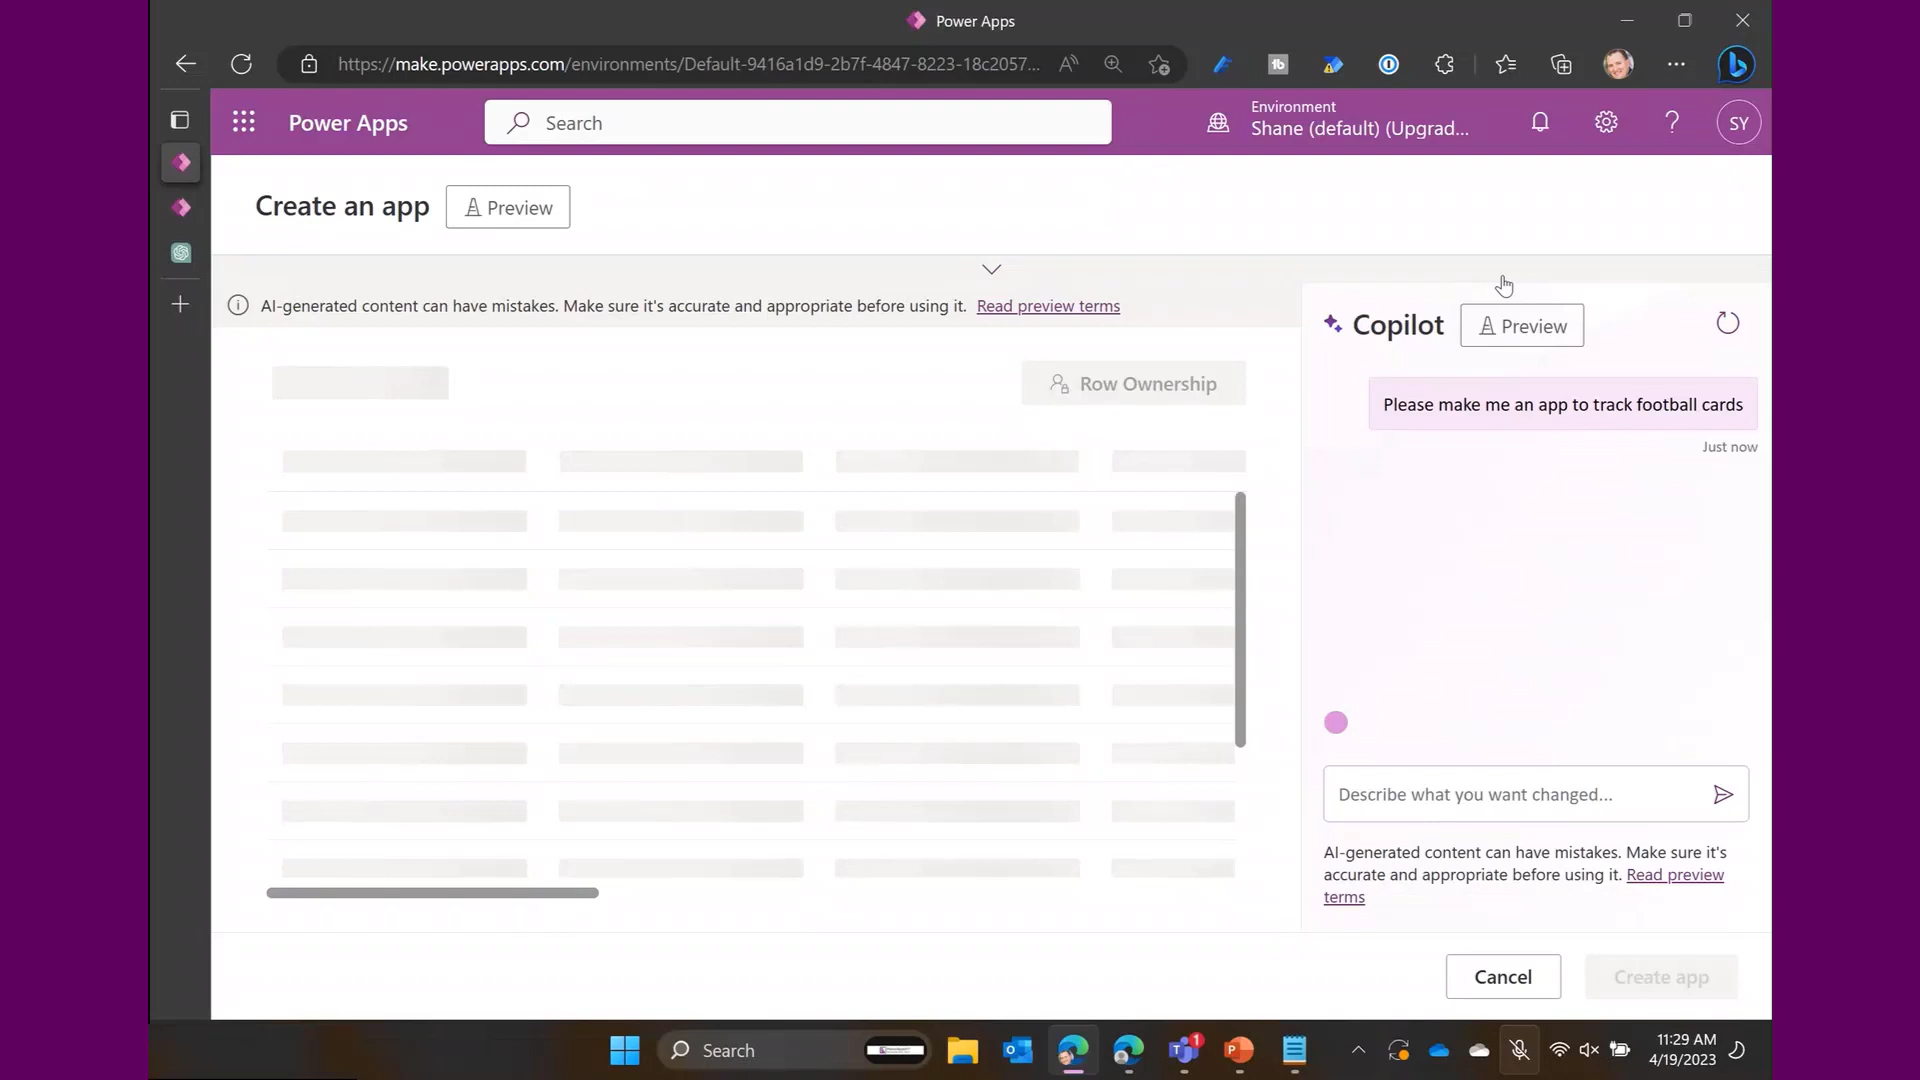 Power Apps
https://make.powerapps.com/environments/Default-9416a1d9-2b7f-4847-8223-18c2057...
Power Apps
Search
Environment
Shane (default) (Upgrad...
SY
Create an app
Preview
AI-generated content can have mistakes. Make sure it's accurate and appropriate before using it. Read preview terms
Copilot
Preview
Row Ownership
Please make me an app to track football cards
Just now
Describe what you want changed...
AI-generated content can have mistakes. Make sure it's
accurate and appropriate before using it. Read preview
terms
Cancel
Create app
Search
1
11:29 AM
4/19/2023